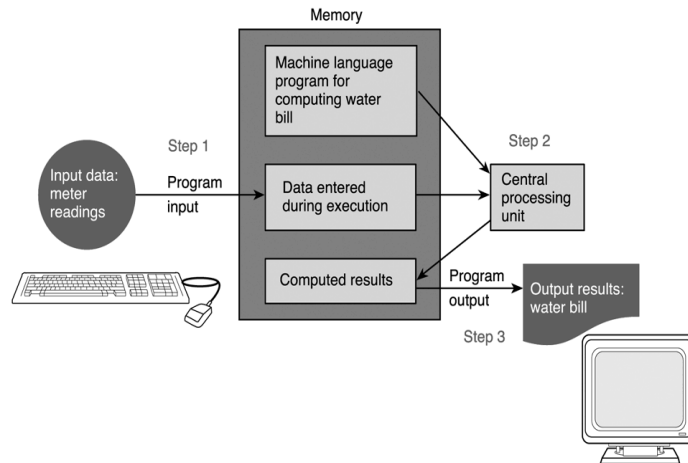 Memory
Machine language
program for
computing water
bill
Step 1
Step 2
Input data:
meter
readings
Program
input
Data entered
during execution
Central
processing
unit
Computed results
Program
output
Output results:
water bill
Step 3